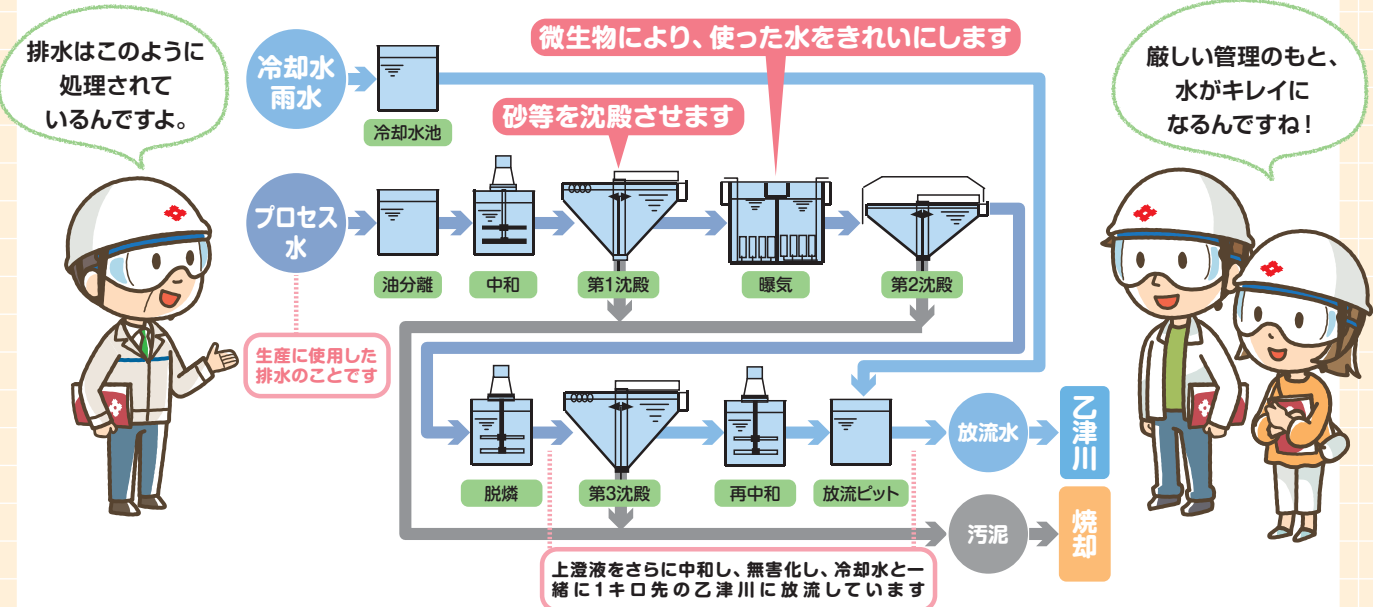 排水はこのように
処理されて
いるんですよ。
冷却水
雨水
冷却水池
微生物により、使った水をきれいにします
砂等を沈殿させます
厳しい管理のもと、
水がキレイに
なるんですね！
プロセス
水
油分離
中和
第1沈殿
曝気
第2沈殿
生産に使用した
排水のことです
脱燐
第3沈殿
再中和
放流ピット
放流水
乙津川
汚泥
焼却
上澄液をさらに中和し、無害化し、冷却水と一
緒に1キロ先の乙津川に放流しています